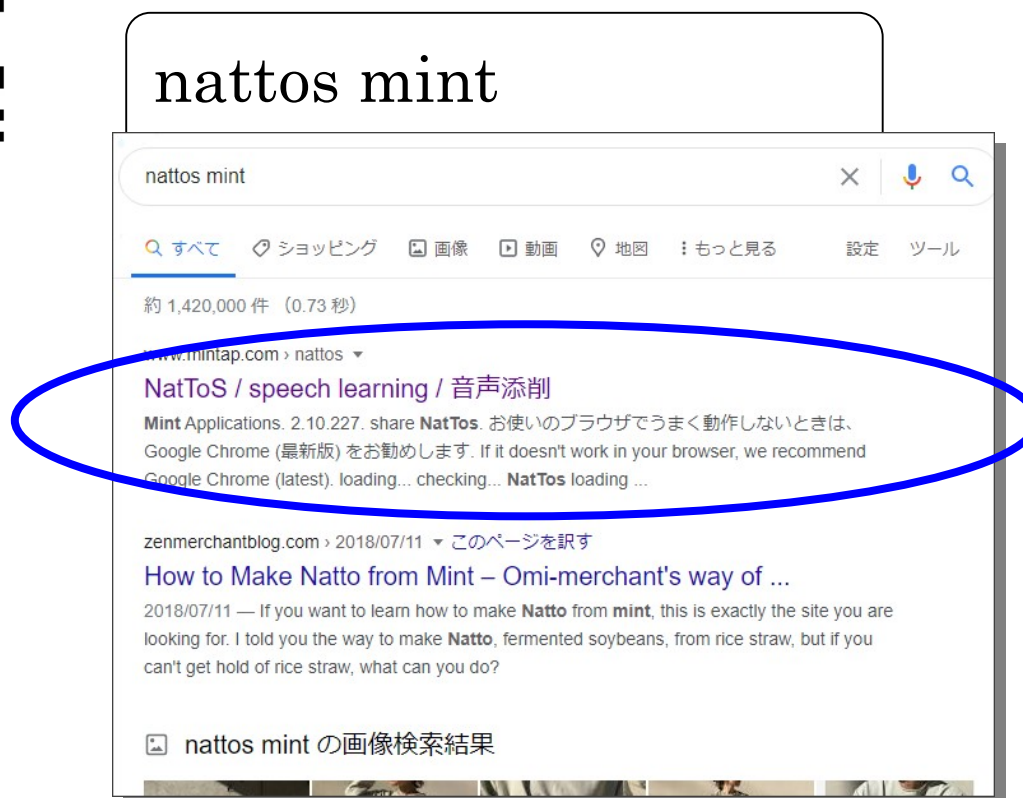 nattos mint
nattos mint
すべて ショッピング 画像 動画 地図 もっと見る 設定 ツール
約 1,420,000 件 （0.73 秒）
www.mintap.com › nattos
NatToS / speech learning / 音声添削
Mint Applications. 2.10.227. share NatTos. お使いのブラウザでうまく動作しないときは、
Google Chrome (最新版) をお勧めします. If it doesn't work in your browser, we recommend
Google Chrome (latest). loading... checking... NatTos loading ...
zenmerchantblog.com › 2018/07/11 このページを訳す
How to Make Natto from Mint – Omi-merchant's way of ...
2018/07/11 — If you want to learn how to make Natto from mint, this is exactly the site you are
looking for. I told you the way to make Natto, fermented soybeans, from rice straw, but if you
can't get hold of rice straw, what can you do?
nattos mint の画像検索結果